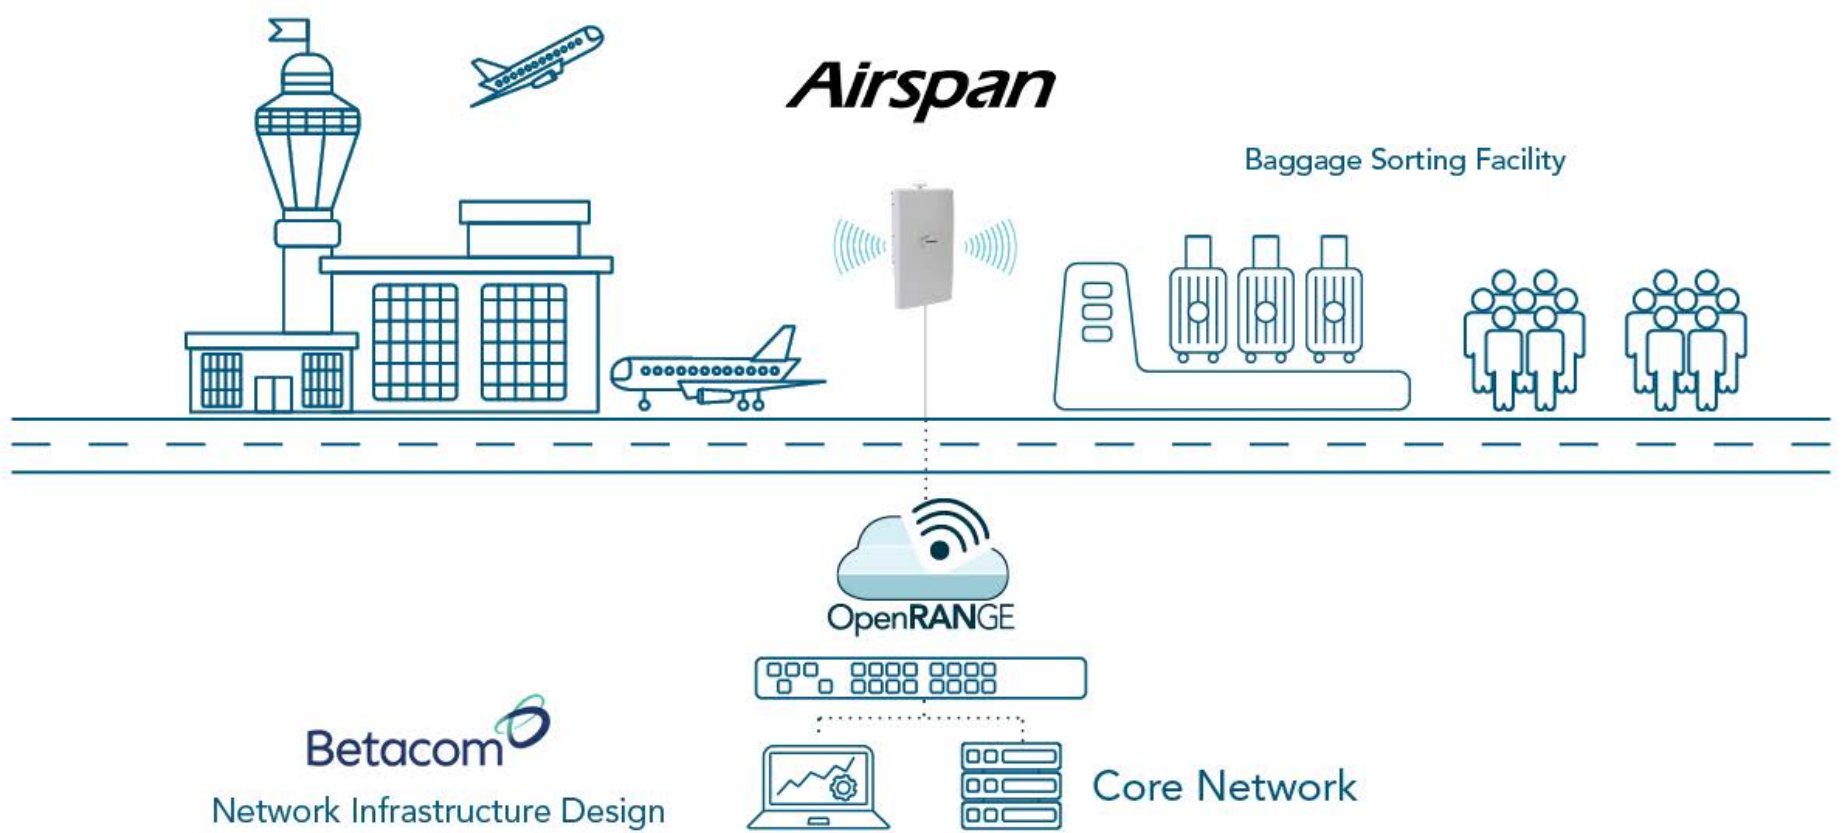 Airspan
Baggage Sorting Facility
OpenRANGE
Betacom
Network Infrastructure Design
Core Network